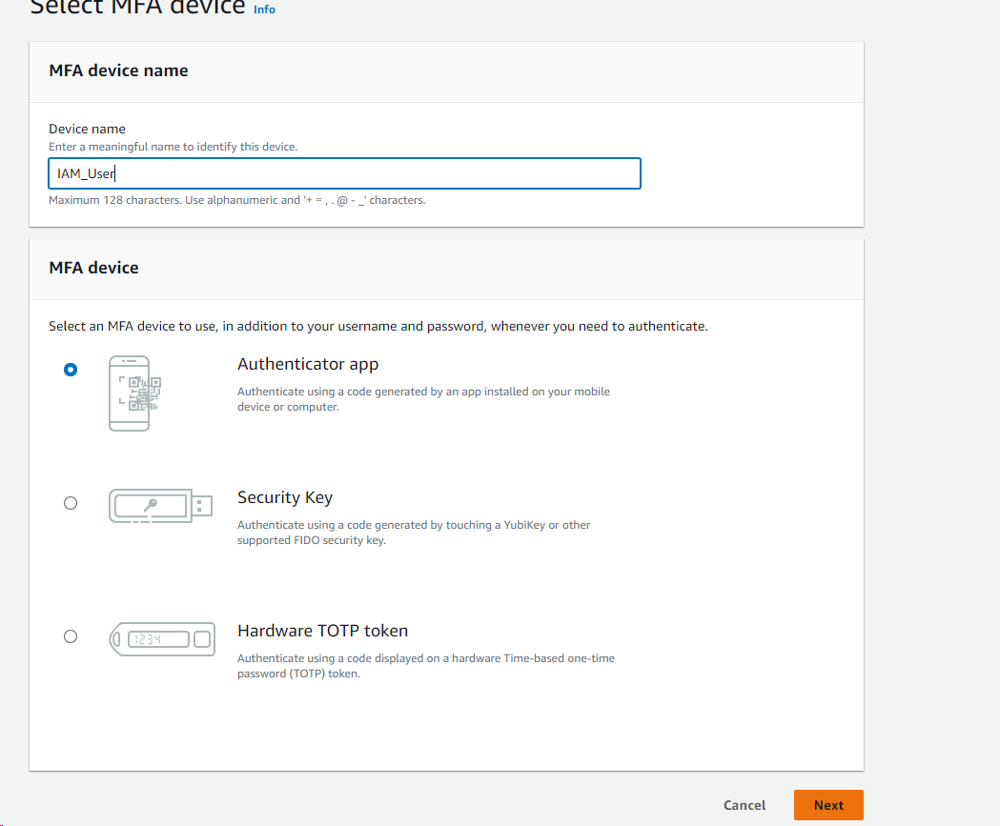 Select MFA device Info
MFA device name
Device name
Enter a meaningful name to identify this device.
IAM_User
Maximum 128 characters. Use alphanumeric and '+ = , . @ - _' characters.
MFA device
Select an MFA device to use, in addition to your username and password, whenever you need to authenticate.
Authenticator app
Authenticate using a code generated by an app installed on your mobile
device or computer.
Security Key
Authenticate using a code generated by touching a YubiKey or other
supported FIDO security key.
1234
Hardware TOTP token
Authenticate using a code displayed on a hardware Time-based one-time
password (TOTP) token.
Cancel
Next